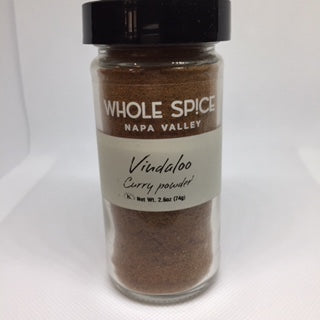 WHOLE SPICE
NAPA VALLEY
Vindaloo
Curry powder
Net Wt. 2.6oz (74g)